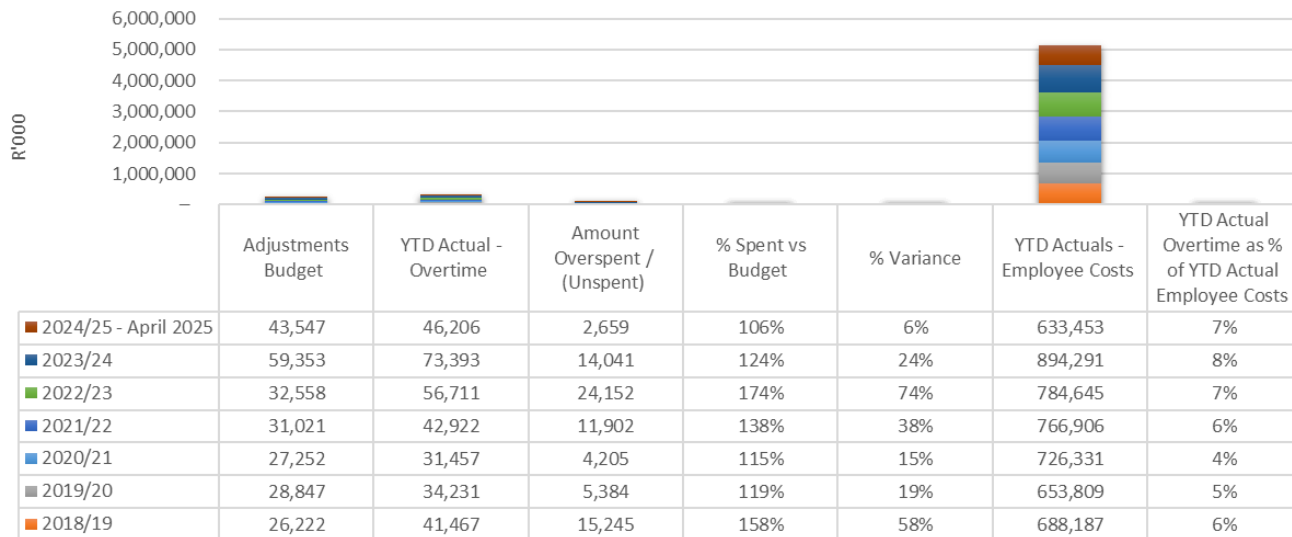 6,000,000
5,000,000
4,000,000
3,000,000
2,000,000
1,000,000
–
R'000
Adjustments Budget
YTD Actual - Overtime
Amount Overspent / (Unspent)
% Spent vs Budget
% Variance
YTD Actuals - Employee Costs
YTD Actual Overtime as % of YTD Actual Employee Costs
2024/25 - April 2025 43,547 46,206 2,659 106% 6% 633,453 7%
2023/24 59,353 73,393 14,041 124% 24% 894,291 8%
2022/23 32,558 56,711 24,152 174% 74% 784,645 7%
2021/22 31,021 42,922 11,902 138% 38% 766,906 6%
2020/21 27,252 31,457 4,205 115% 15% 726,331 4%
2019/20 28,847 34,231 5,384 119% 19% 653,809 5%
2018/19 26,222 41,467 15,245 158% 58% 688,187 6%